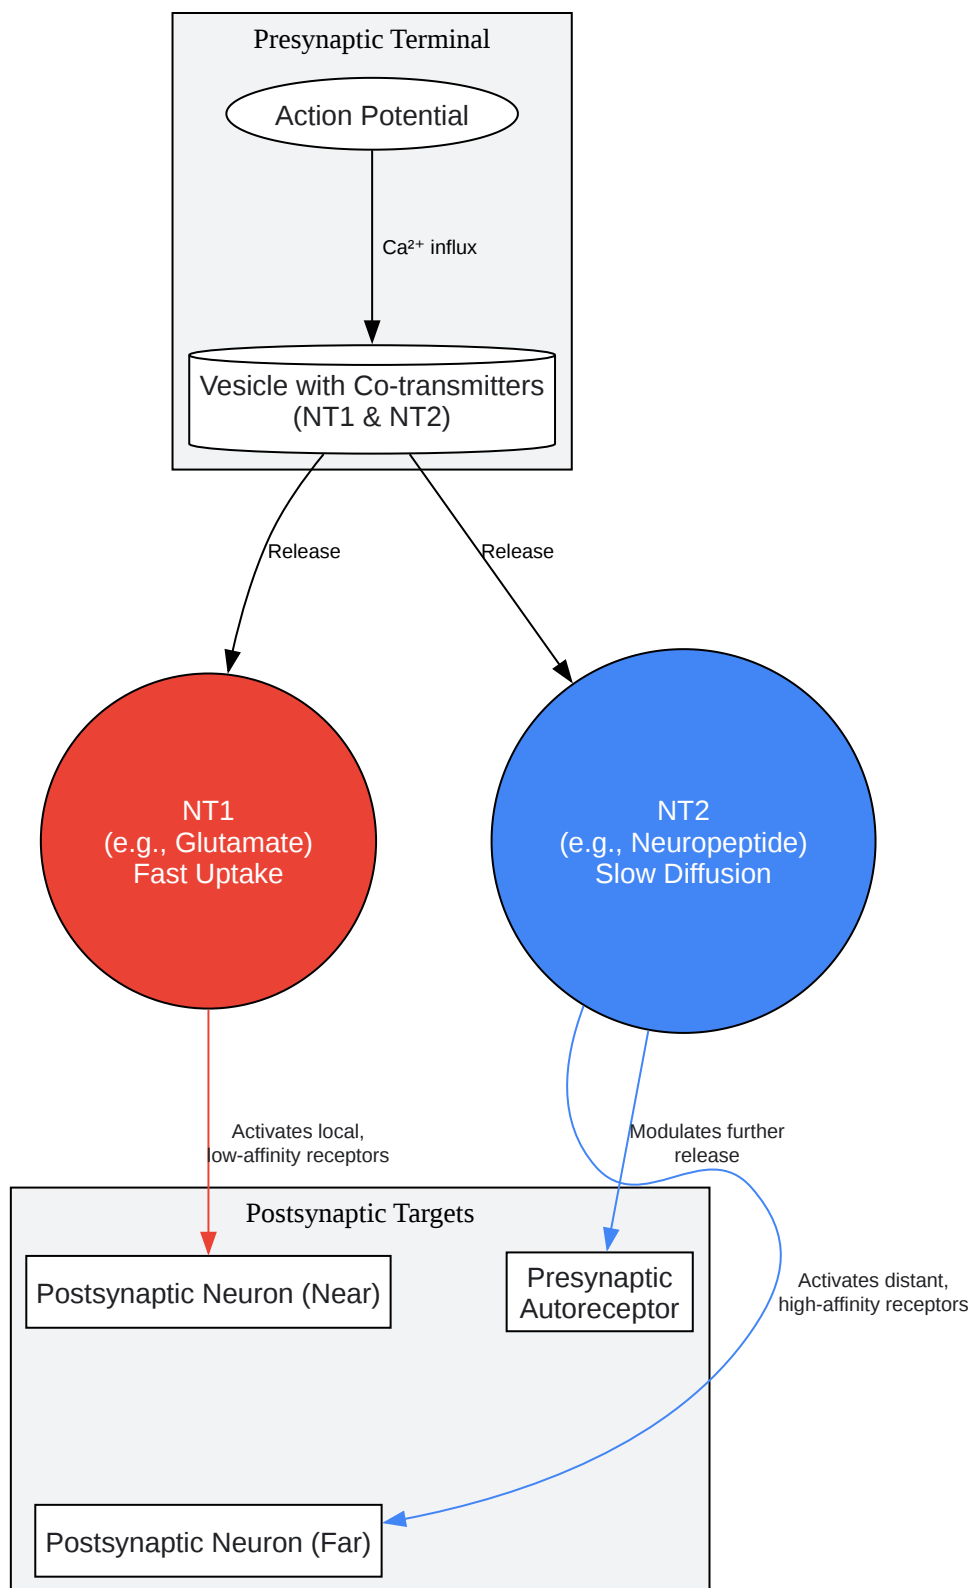 Presynaptic Terminal
Action Potential
Ca²⁺ influx
Vesicle with Co-transmitters
(NT1 & NT2)
Release
Release
NT1
(e.g., Glutamate)
Fast Uptake
NT2
(e.g., Neuropeptide)
Slow Diffusion
Activates local,
low-affinity receptors
Modulates further
release
Postsynaptic Targets
Postsynaptic Neuron (Near)
Presynaptic
Autoreceptor
Activates distant,
high-affinity receptors
Postsynaptic Neuron (Far)